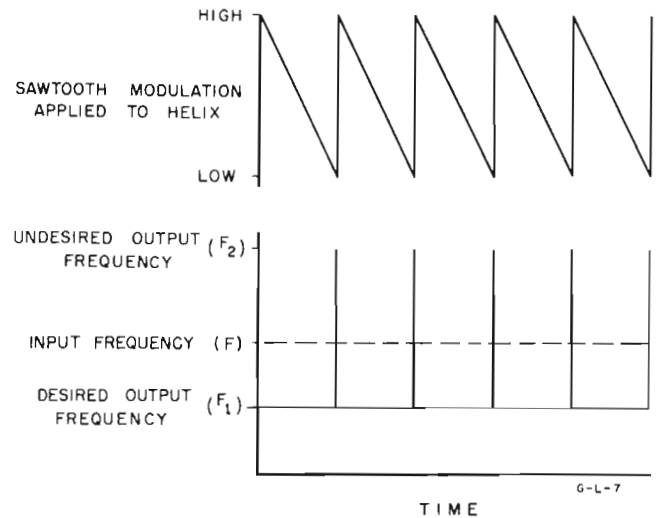 HIGH
SAWTOOTH MODULATION
APPLIED TO HELIX
LOW
UNDESIRED OUTPUT (F2)
FREQUENCY
INPUT FREQUENCY (F)
DESIRED OUTPUT (F1)
FREQUENCY
G-L-7
TIME